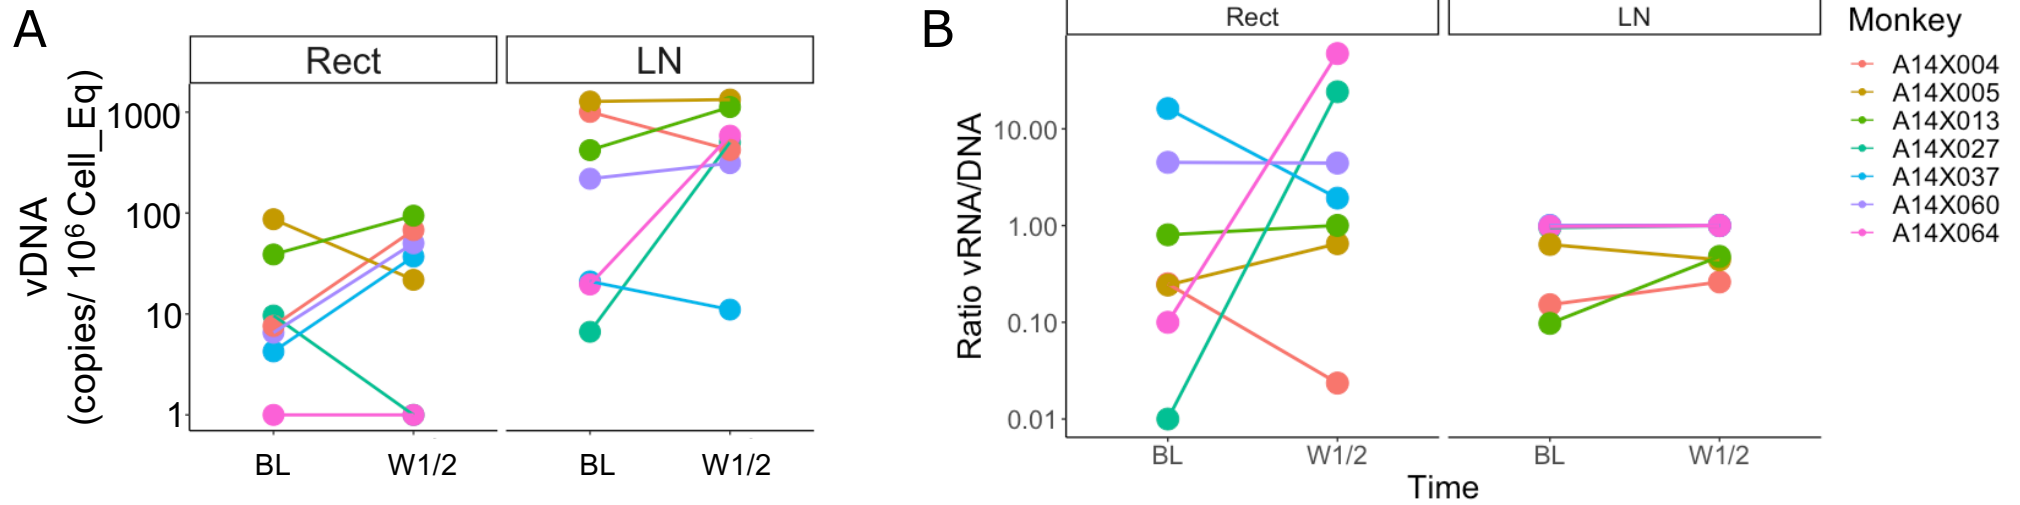 A
Rect
LN
vDNA
(copies/ 10⁶ Cell_Eq)
1000
100
10
1
BL
W1/2
BL
W1/2
B
Rect
LN
Ratio vRNA/DNA
10.00
1.00
0.10
0.01
BL
W1/2
BL
W1/2
Time
Monkey
A14X004
A14X005
A14X013
A14X027
A14X037
A14X060
A14X064